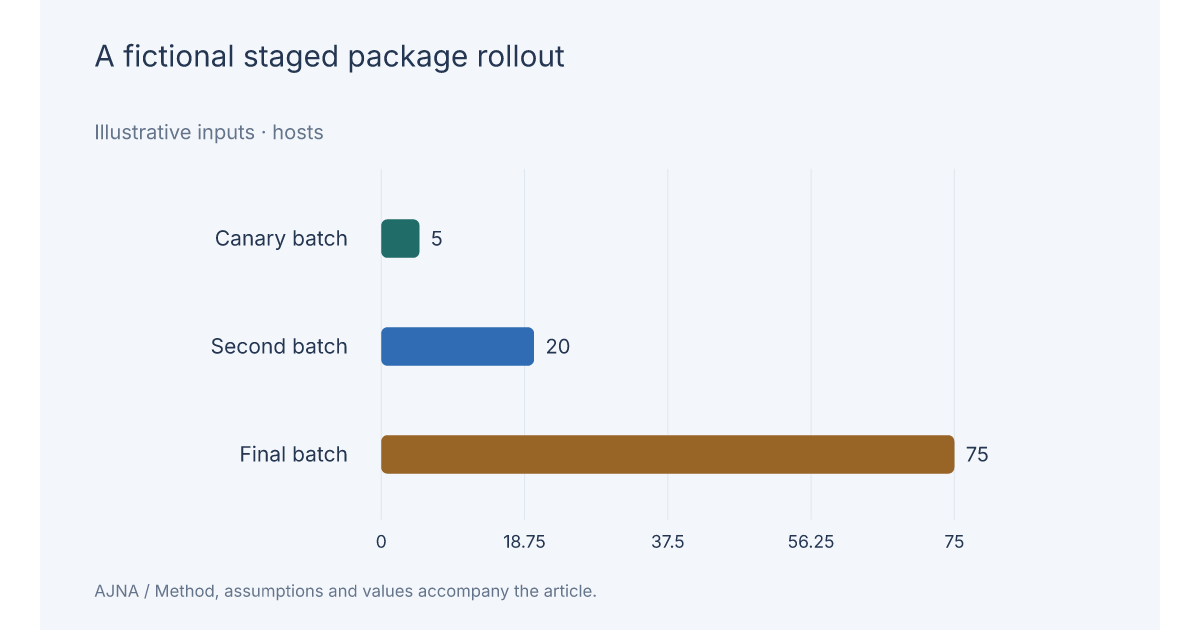 A fictional staged package rollout
Illustrative inputs · hosts
Canary batch 5
Second batch 20
Final batch 75
0 18.75 37.5 56.25 75
AJNA / Method, assumptions and values accompany the article.